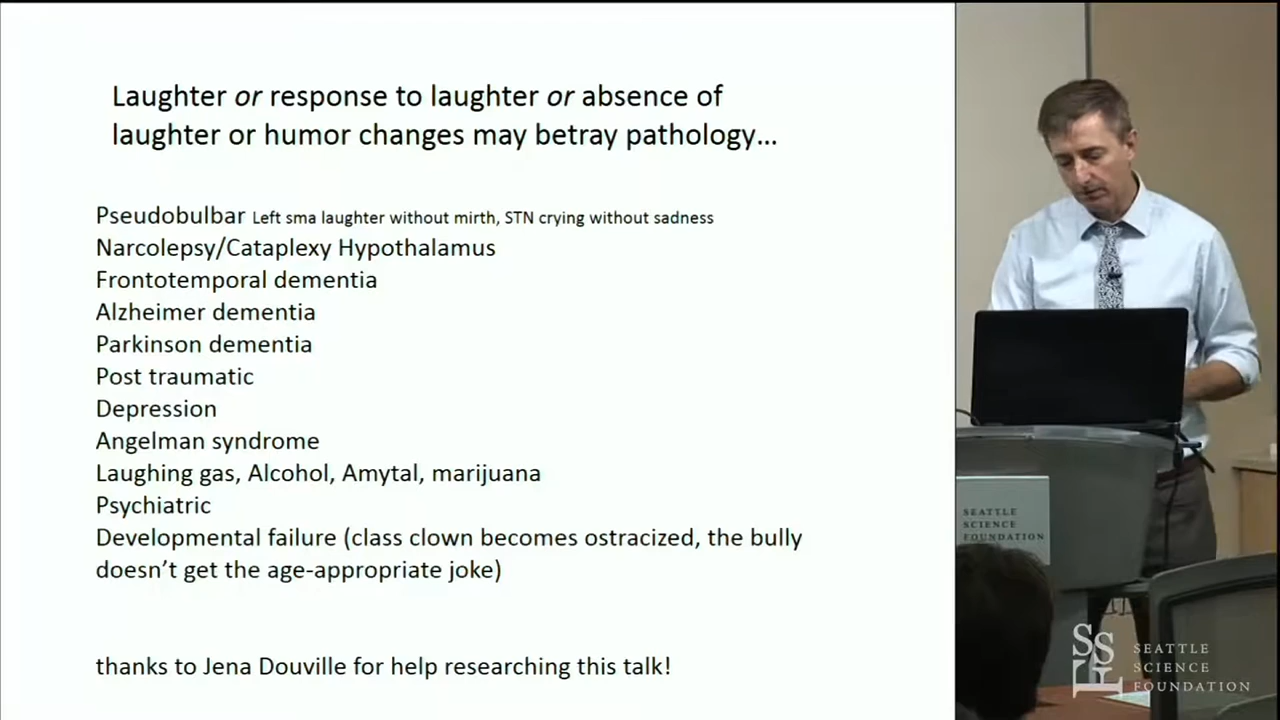 Laughter or response to laughter or absence of
laughter or humor changes may betray pathology…
Pseudobulbar Left sma laughter without mirth, STN crying without sadness
Narcolepsy/Cataplexy Hypothalamus
Frontotemporal dementia
Alzheimer dementia
Parkinson dementia
Post traumatic
Depression
Angelman syndrome
Laughing gas, Alcohol, Amytal, marijuana
Psychiatric
Developmental failure (class clown becomes ostracized, the bully
doesn’t get the age-appropriate joke)
thanks to Jena Douville for help researching this talk!
SEATTLE
SCIENCE
FOUNDATION
SSF
SEATTLE
SCIENCE
FOUNDATION